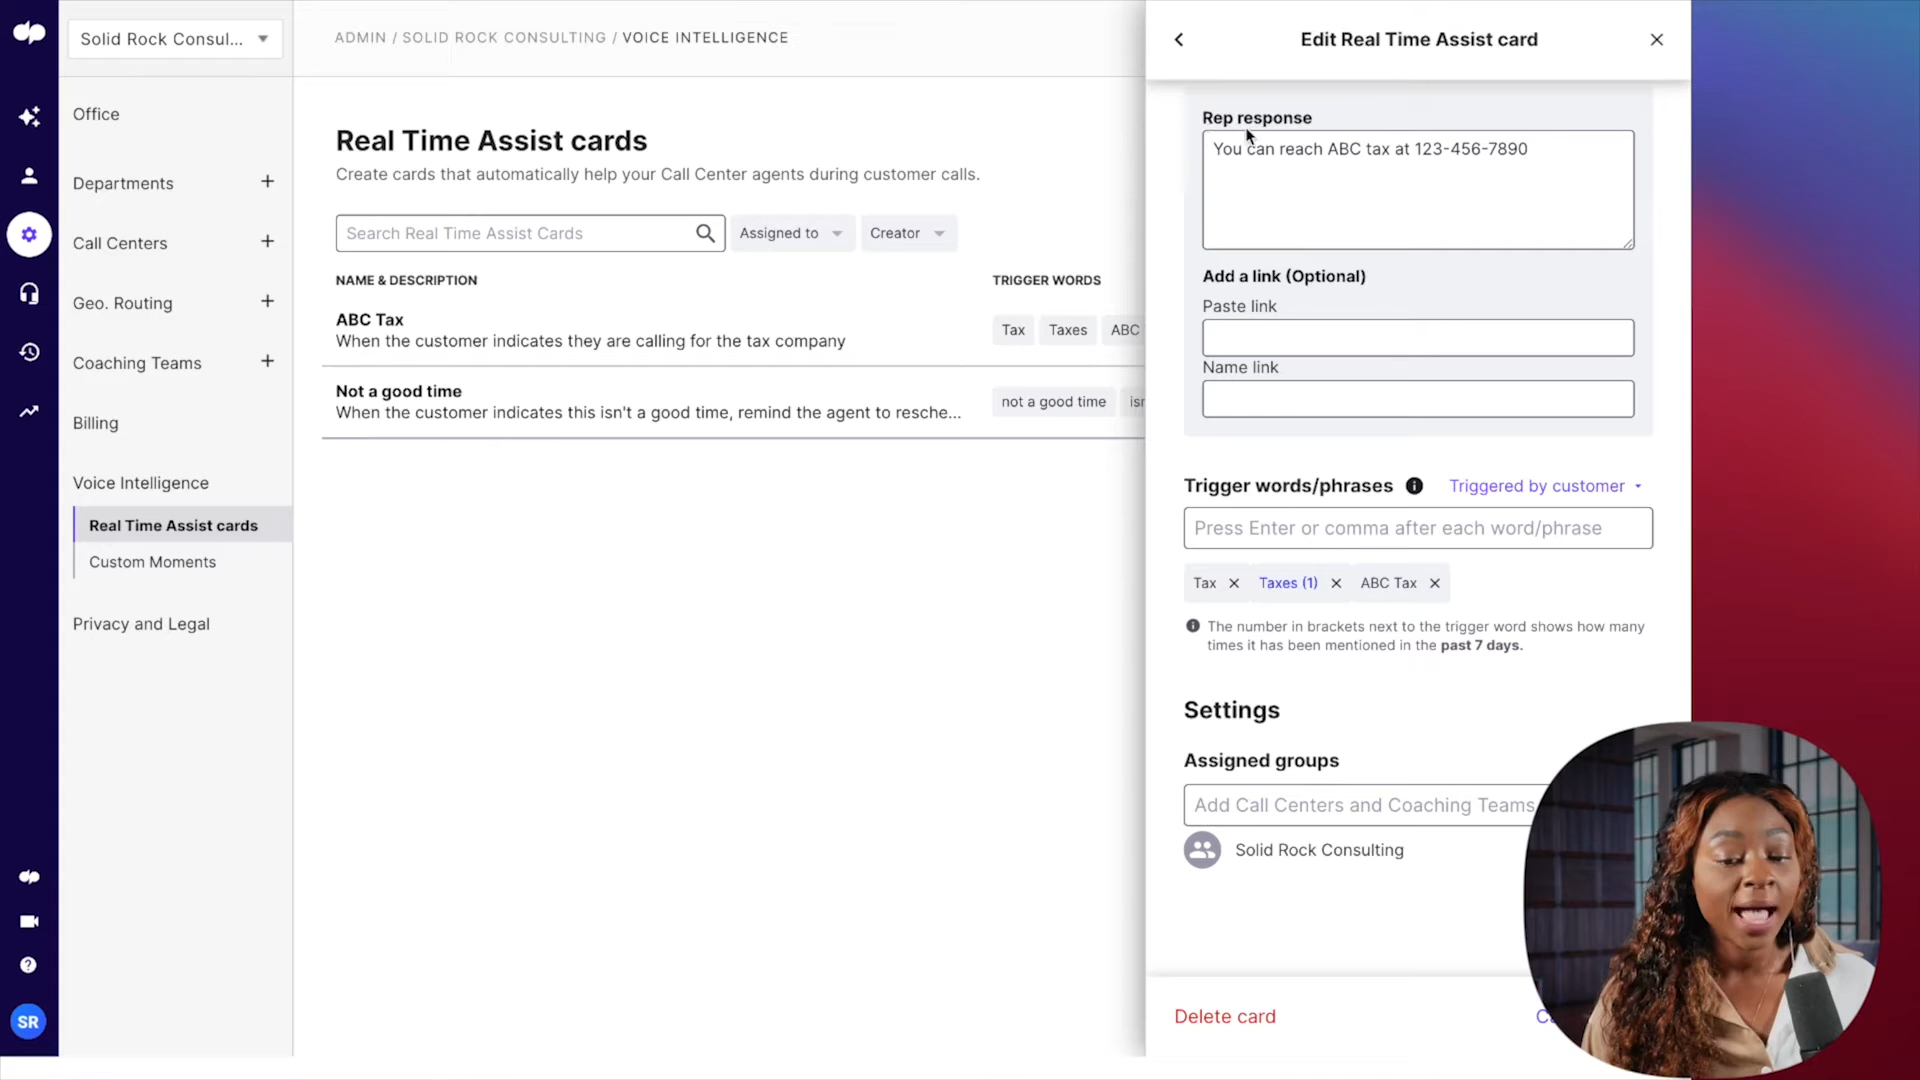 Solid Rock Consul...
Office
Departments
Call Centers
Geo. Routing
Coaching Teams
Billing
Voice Intelligence
Real Time Assist cards
Custom Moments
Privacy and Legal
SR
ADMIN / SOLID ROCK CONSULTING / VOICE INTELLIGENCE
Real Time Assist cards
Create cards that automatically help your Call Center agents during customer calls.
Search Real Time Assist Cards
Assigned to
Creator
NAME & DESCRIPTION
TRIGGER WORDS
ABC Tax
When the customer indicates they are calling for the tax company
Tax
Taxes
ABC
Not a good time
When the customer indicates this isn't a good time, remind the agent to resche...
not a good time
Edit Real Time Assist card
Rep response
You can reach ABC tax at 123-456-7890
Add a link (Optional)
Paste link
Name link
Trigger words/phrases
Triggered by customer
Press Enter or comma after each word/phrase
Tax
Taxes (1)
ABC Tax
The number in brackets next to the trigger word shows how many
times it has been mentioned in the past 7 days.
Settings
Assigned groups
Add Call Centers and Coaching Teams
Solid Rock Consulting
Delete card